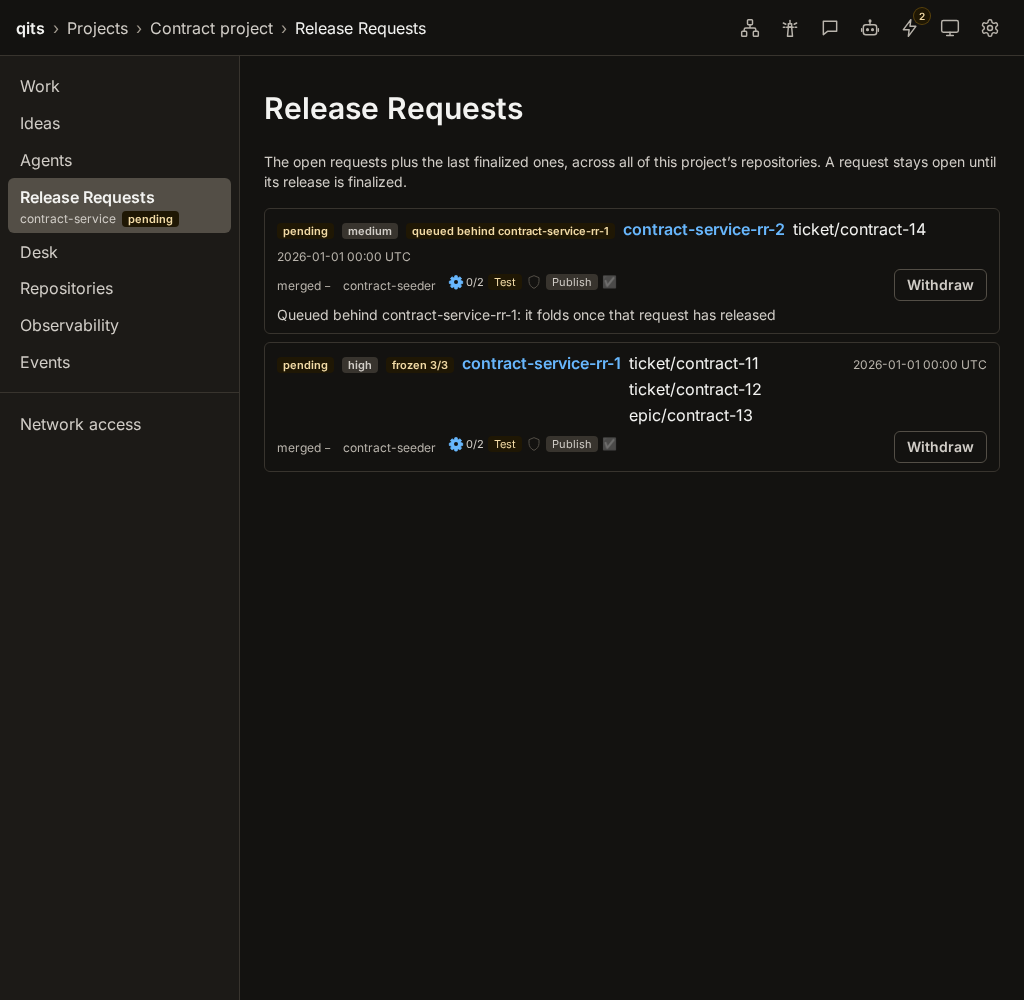 qits › Projects › Contract project › Release Requests
2
Work
Ideas
Agents
Release Requests
contract-service pending
Desk
Repositories
Observability
Events
Network access
Release Requests
The open requests plus the last finalized ones, across all of this project's repositories. A request stays open until
its release is finalized.
pending medium queued behind contract-service-rr-1 contract-service-rr-2 ticket/contract-14
2026-01-01 00:00 UTC
merged – contract-seeder 0/2 Test Publish Withdraw
Queued behind contract-service-rr-1: it folds once that request has released
pending high frozen 3/3 contract-service-rr-1 ticket/contract-11 2026-01-01 00:00 UTC
ticket/contract-12
epic/contract-13
merged – contract-seeder 0/2 Test Publish Withdraw